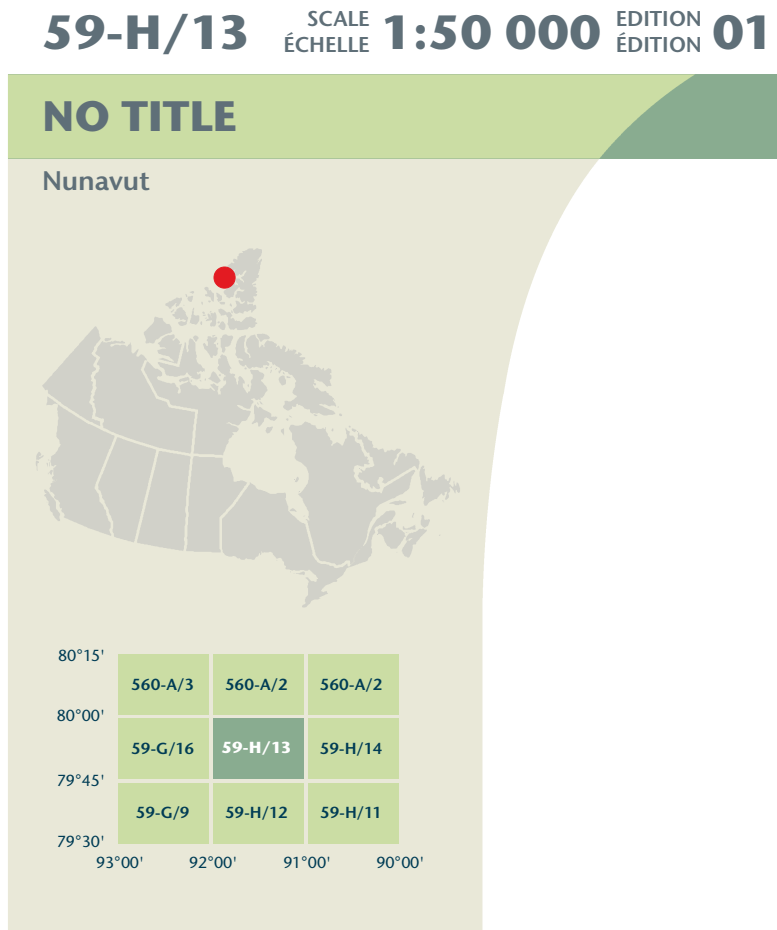 59-H/13 SCALE ÉCHELLE 1:50 000 EDITION ÉDITION 01
NO TITLE
Nunavut
80°15'
560-A/3 560-A/2 560-A/2
80°00'
59-G/16 59-H/13 59-H/14
79°45'
59-G/9 59-H/12 59-H/11
79°30'
93°00' 92°00' 91°00' 90°00'